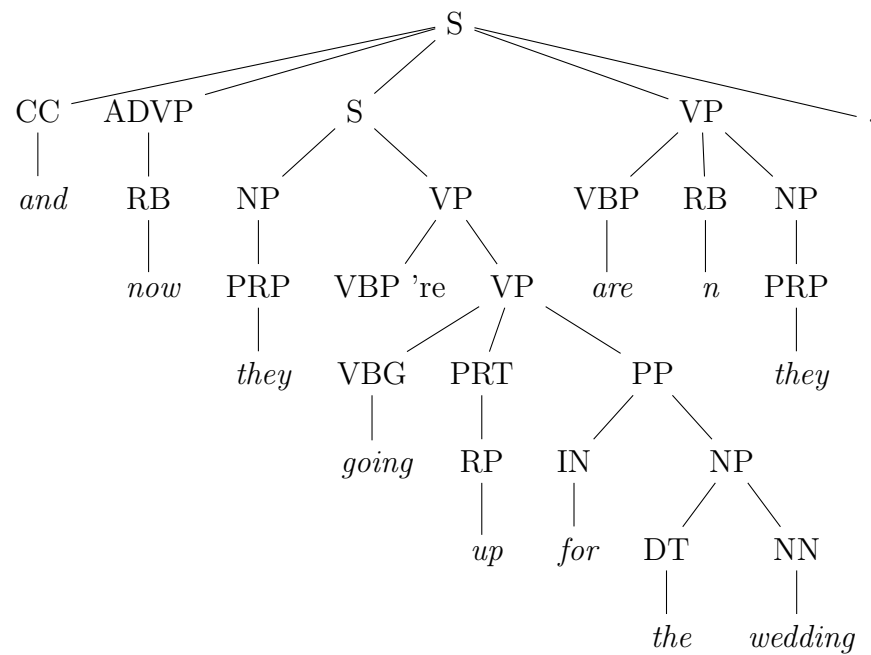 S
CC ADVP S VP .
and RB NP VP VBP RB NP
now PRP VBP 're VP are n PRP
they VBG PRT PP they
going RP IN NP
up for DT NN
the wedding